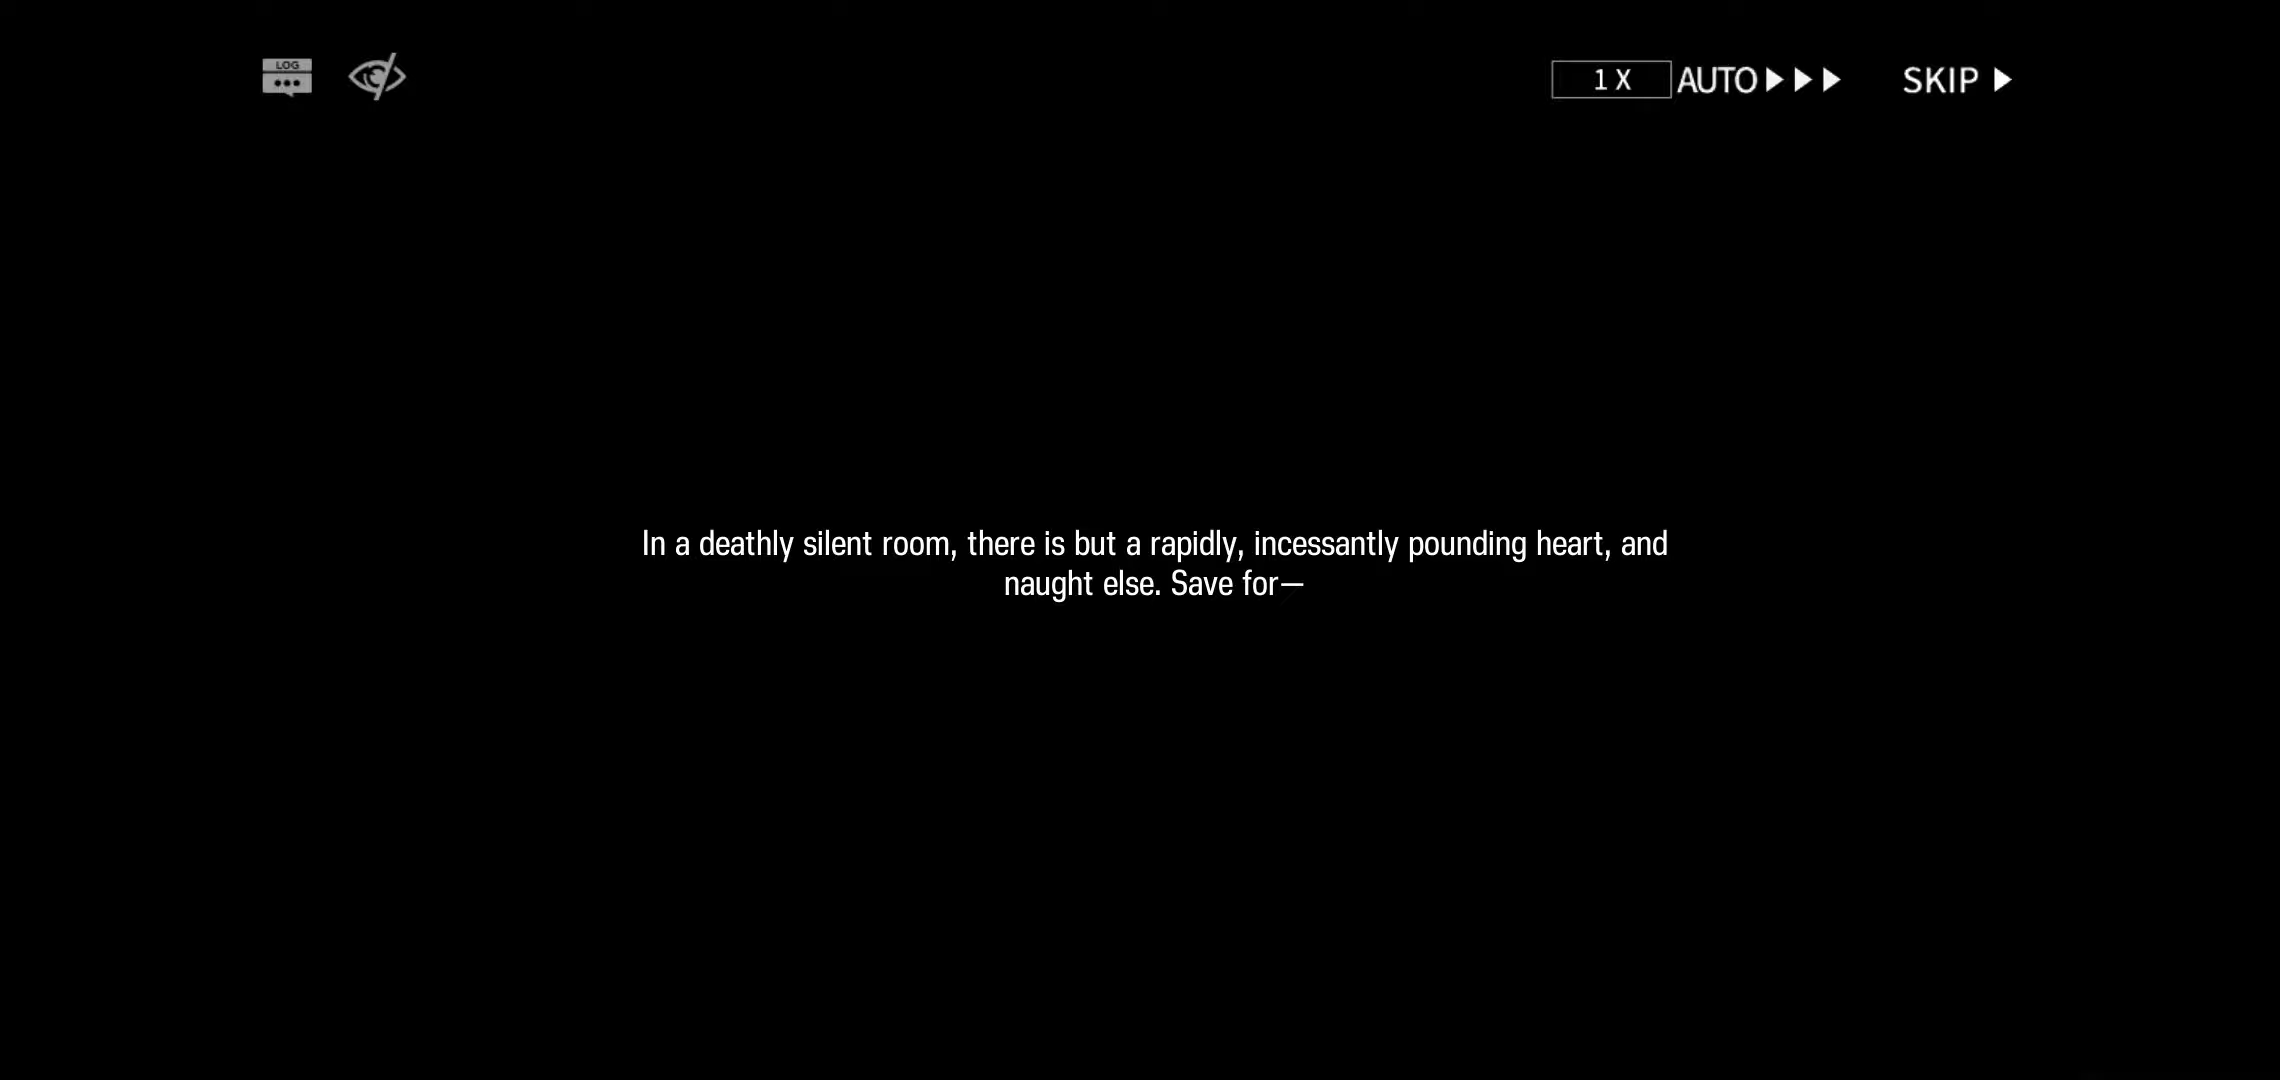 LOG
1 X AUTO SKIP
In a deathly silent room, there is but a rapidly, incessantly pounding heart, and
naught else. Save for—